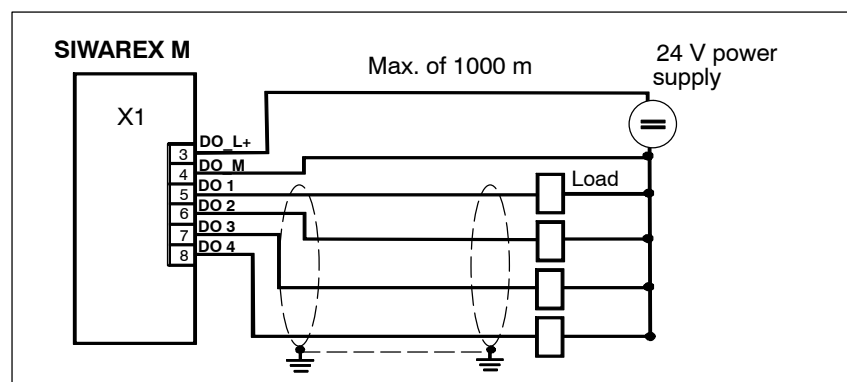 SIWAREX M
Max. of 1000 m
24 V power
supply
X1
3 DO_L+
4 DO_M
5 DO 1
6 DO 2
7 DO 3
8 DO 4
Load